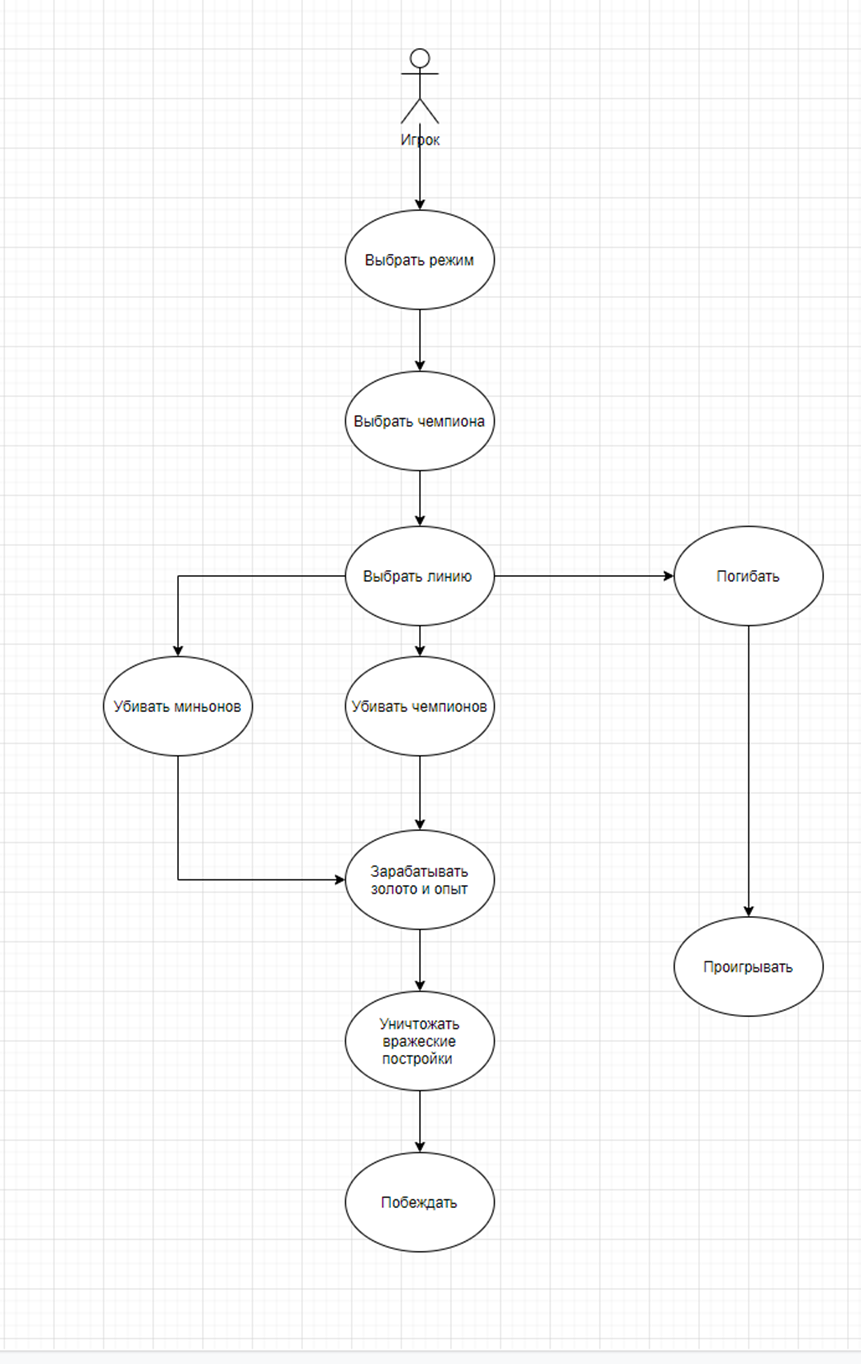 Игрок
Выбрать режим
Выбрать чемпиона
Выбрать линию
Погибать
Убивать миньонов
Убивать чемпионов
Зарабатывать
золото и опыт
Проигрывать
Уничтожать
вражеские
постройки
Побеждать